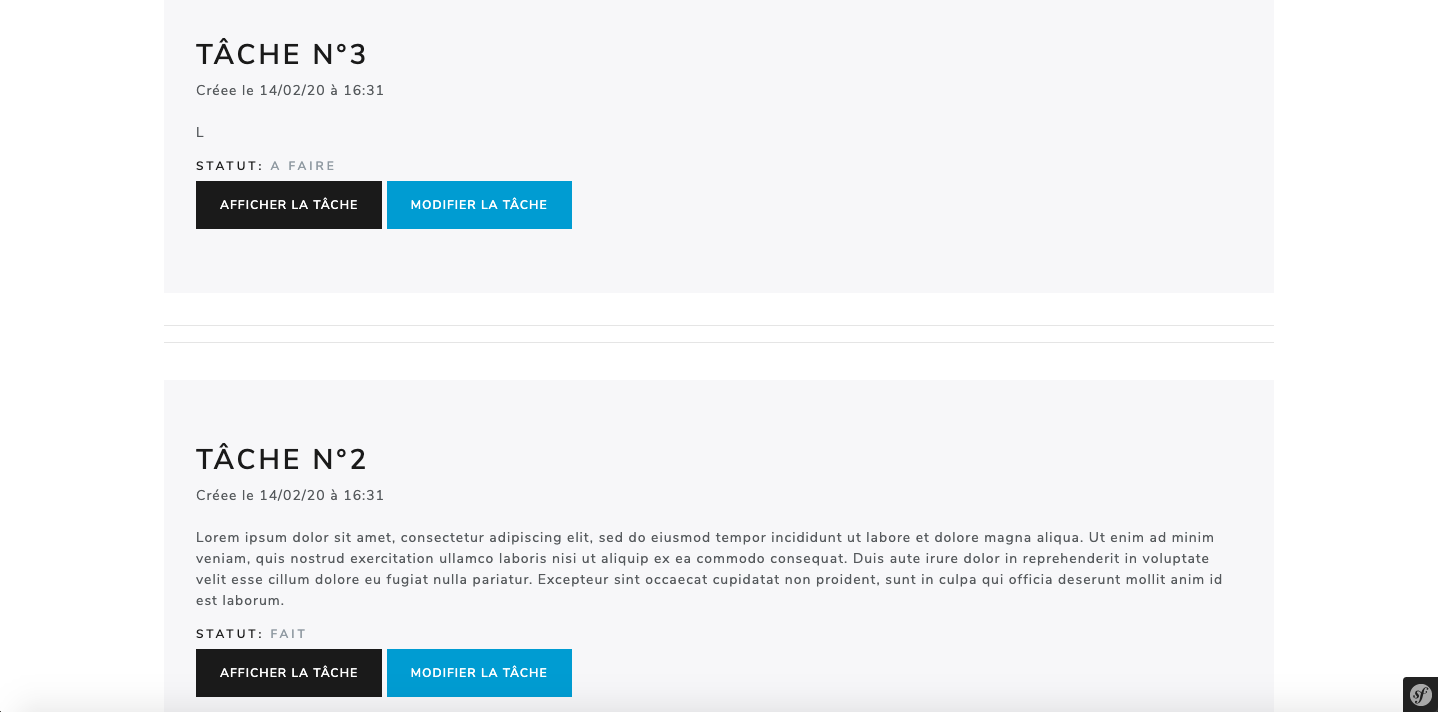 TÂCHE N°3
Créee le 14/02/20 à 16:31
L
STATUT: A FAIRE
AFFICHER LA TÂCHE MODIFIER LA TÂCHE
TÂCHE N°2
Créee le 14/02/20 à 16:31
Lorem ipsum dolor sit amet, consectetur adipiscing elit, sed do eiusmod tempor incididunt ut labore et dolore magna aliqua. Ut enim ad minim
veniam, quis nostrud exercitation ullamco laboris nisi ut aliquip ex ea commodo consequat. Duis aute irure dolor in reprehenderit in voluptate
velit esse cillum dolore eu fugiat nulla pariatur. Excepteur sint occaecat cupidatat non proident, sunt in culpa qui officia deserunt mollit anim id
est laborum.
STATUT: FAIT
AFFICHER LA TÂCHE MODIFIER LA TÂCHE
sf